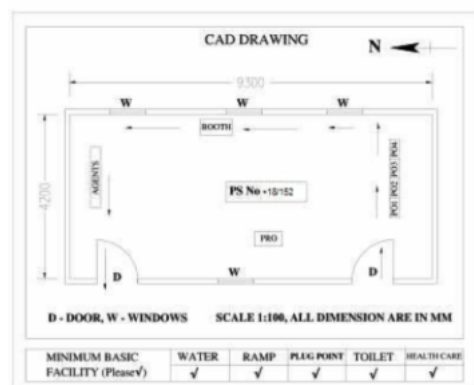 CAD DRAWING
N
9300
W W W
BOOTH
4200
AGENTS
PO1 PO2 PO3 PO4
PS No -18/152
PRO
D W D
D - DOOR, W - WINDOWS SCALE 1:100, ALL DIMENSION ARE IN MM
MINIMUM BASIC WATER RAMP PLUG POINT TOILET HEALTH CARE
FACILITY (Please√) √ √ √ √ √